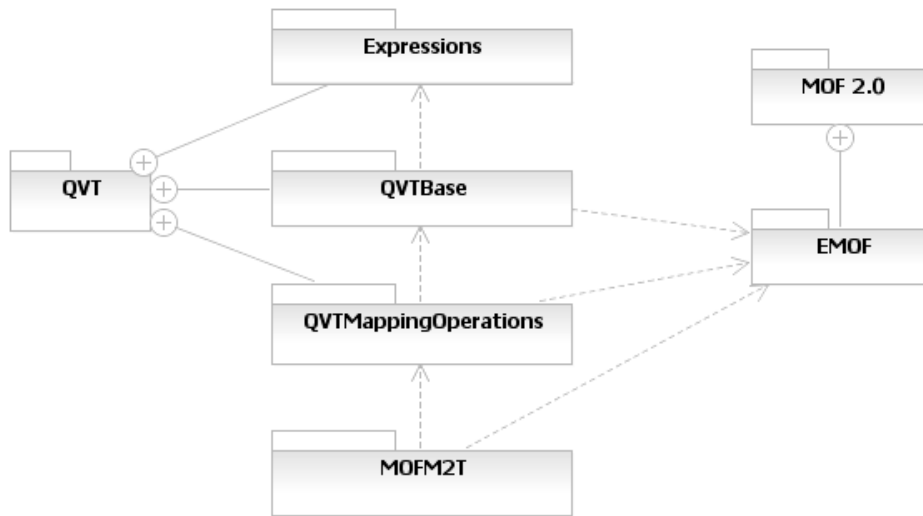 Expressions
MOF 2.0
QVT
QVTBase
EMOF
QVTMappingOperations
MOFM2T